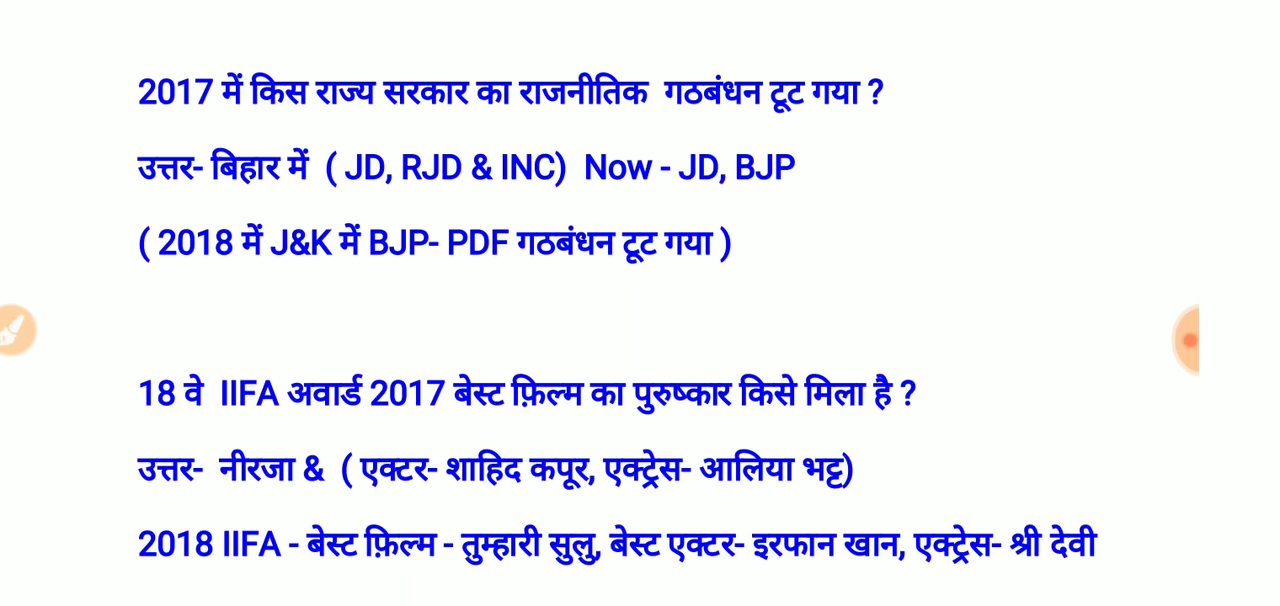 2017 में किस राज्य सरकार का राजनीतिक गठबंधन टूट गया ?
उत्तर- बिहार में ( JD, RJD & INC) Now - JD, BJP
( 2018 में J&K में BJP- PDF गठबंधन टूट गया )
18 वे IIFA अवार्ड 2017 बेस्ट फ़िल्म का पुरुष्कार किसे मिला है ?
उत्तर- नीरजा & ( एक्टर- शाहिद कपूर, एक्ट्रेस- आलिया भट्ट)
2018 IIFA - बेस्ट फ़िल्म - तुम्हारी सुलु, बेस्ट एक्टर- इरफान खान, एक्ट्रेस- श्री देवी